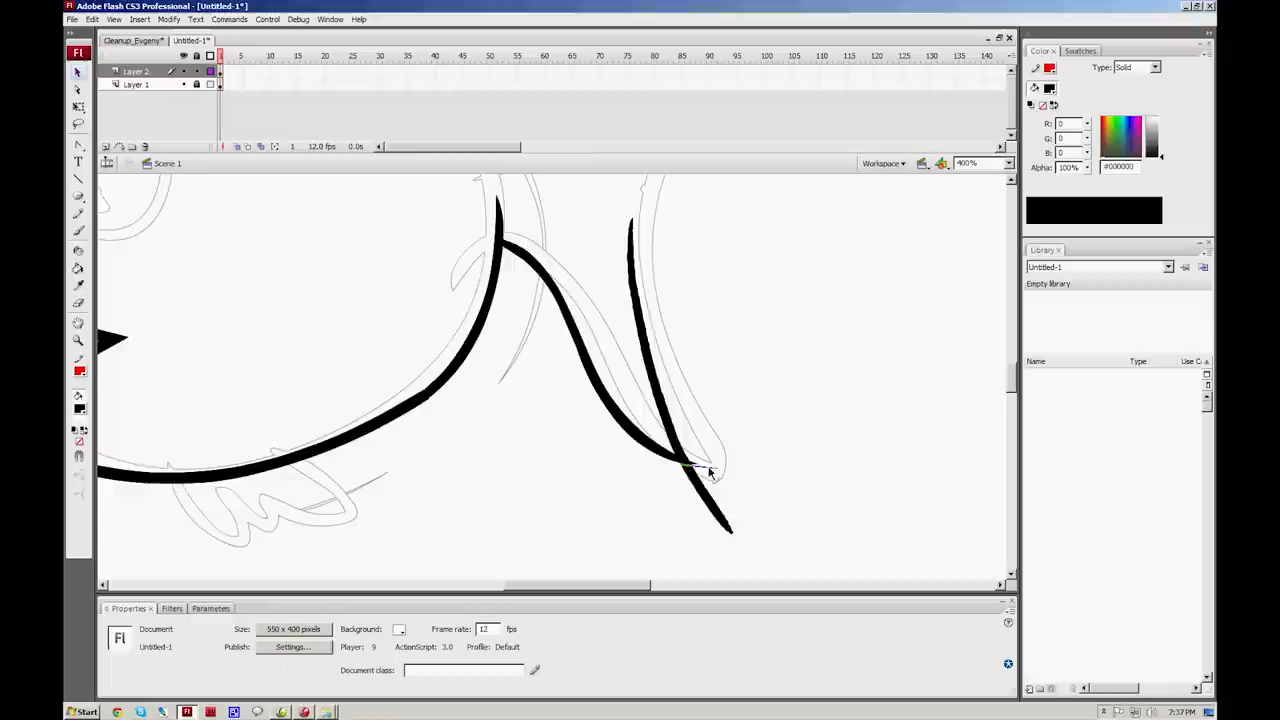 Adobe Flash CS3 Professional - [Untitled-1*]
File Edit View Insert Modify Text Commands Control Debug Window Help
Cleanup_Evgeny* Untitled-1*
1 5 10 15 20 25 30 35 40 45 50 55 60 65 70 75 80 85 90 95 100 105 110 115 120 125 130 135 140
Layer 2
Layer 1
1 12.0 fps 0.0s
Scene 1 Workspace 400%
Color Swatches
Type: Solid
R: 0
G: 0
B: 0
Alpha: 100% #000000
Library
Untitled-1
Empty library
Name Type Use C
Properties Filters Parameters
Fl Document Size: 550 x 400 pixels Background: Frame rate: 12 fps
Untitled-1 Publish: Settings... Player: 9 ActionScript: 3.0 Profile: Default
Document class:
Start 7:37 PM